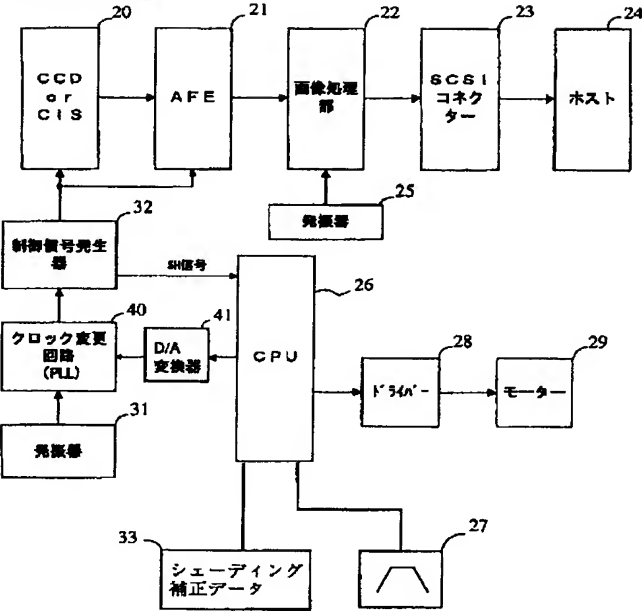 20
21
22
23
24
CCD
or
CIS
AFE
画像処理
部
SCSI
コネク
ター
ホスト
25
発振器
32
制御信号発生
器
SH信号
26
CPU
40
クロック変更
回路
(PLL)
41
D/A
変換器
28
ドライバー
29
モーター
31
発振器
33
シェーディング
補正データ
27